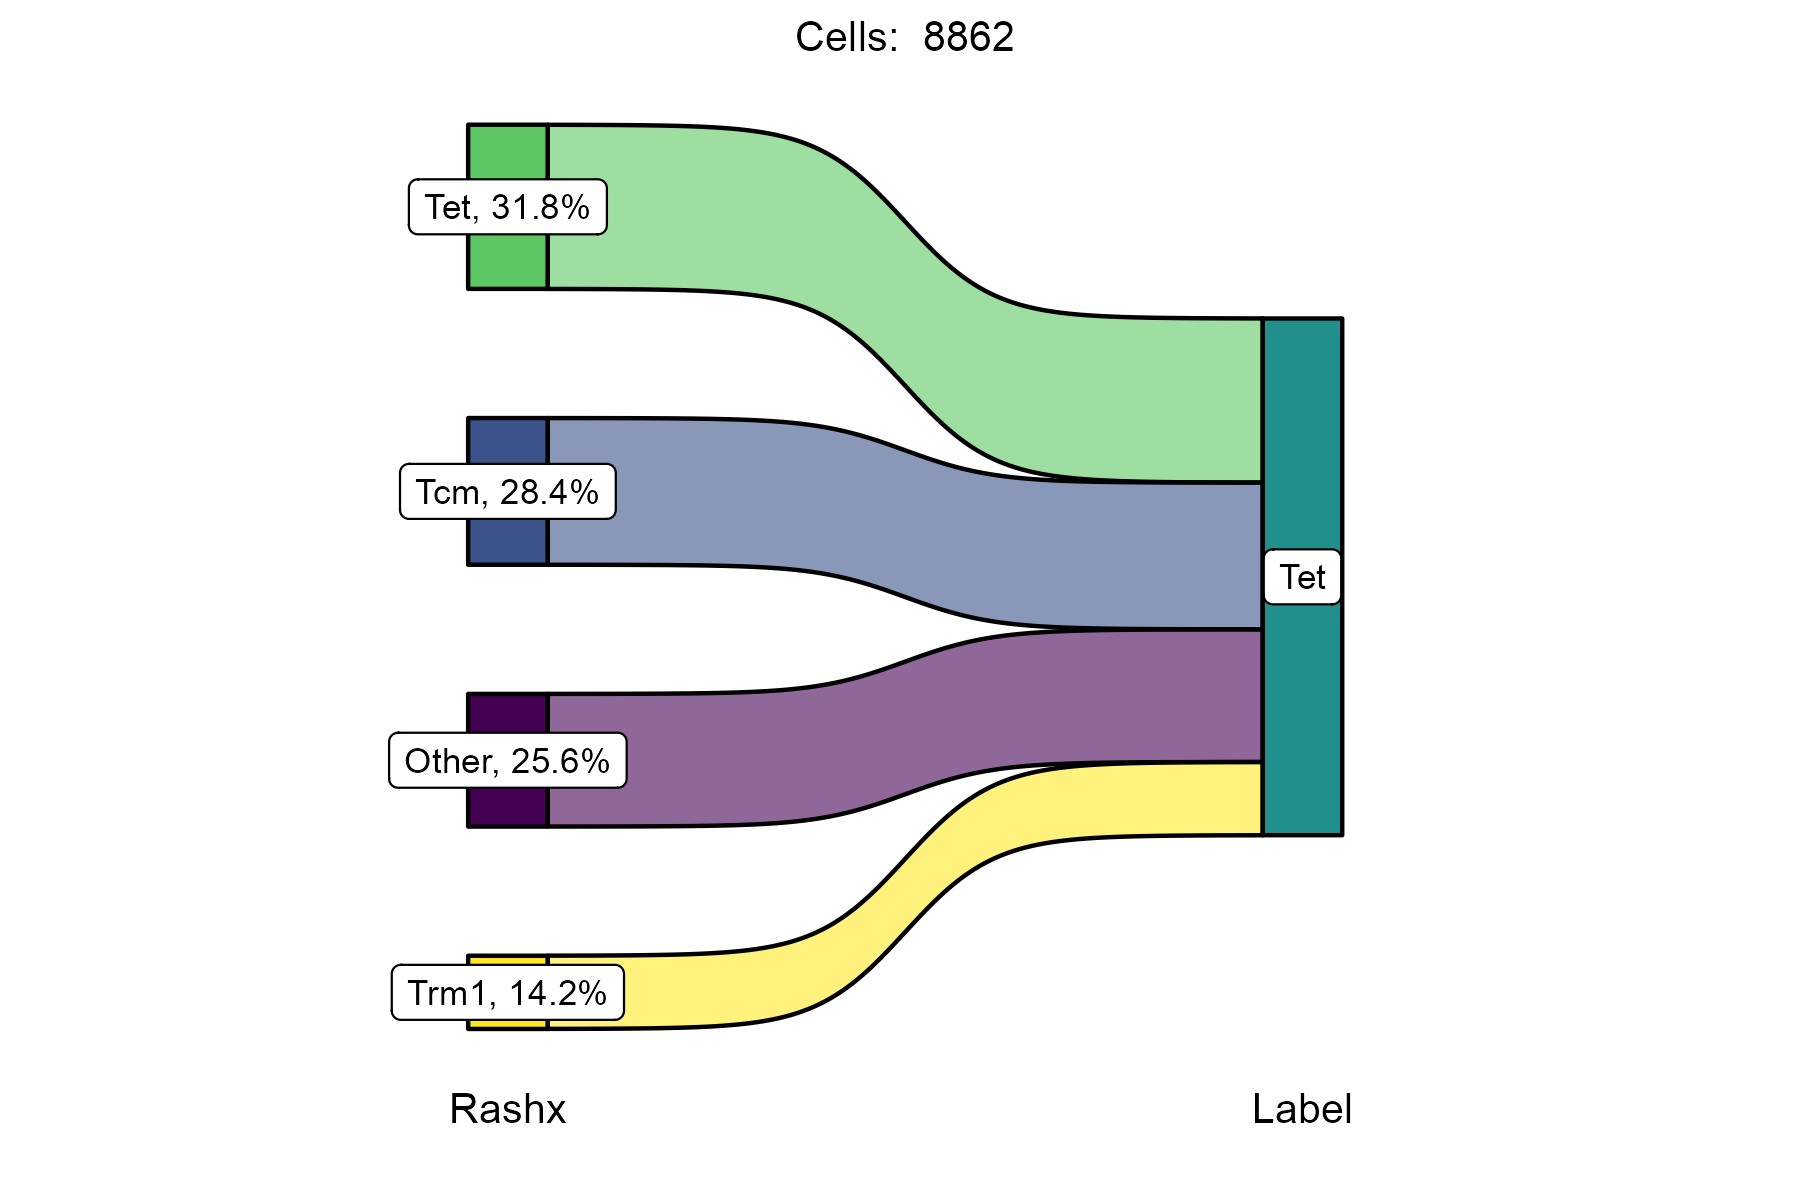 Cells:  8862
Tet, 31.8%
Tcm, 28.4%
Tet
Other, 25.6%
Trm1, 14.2%
Rashx
Label